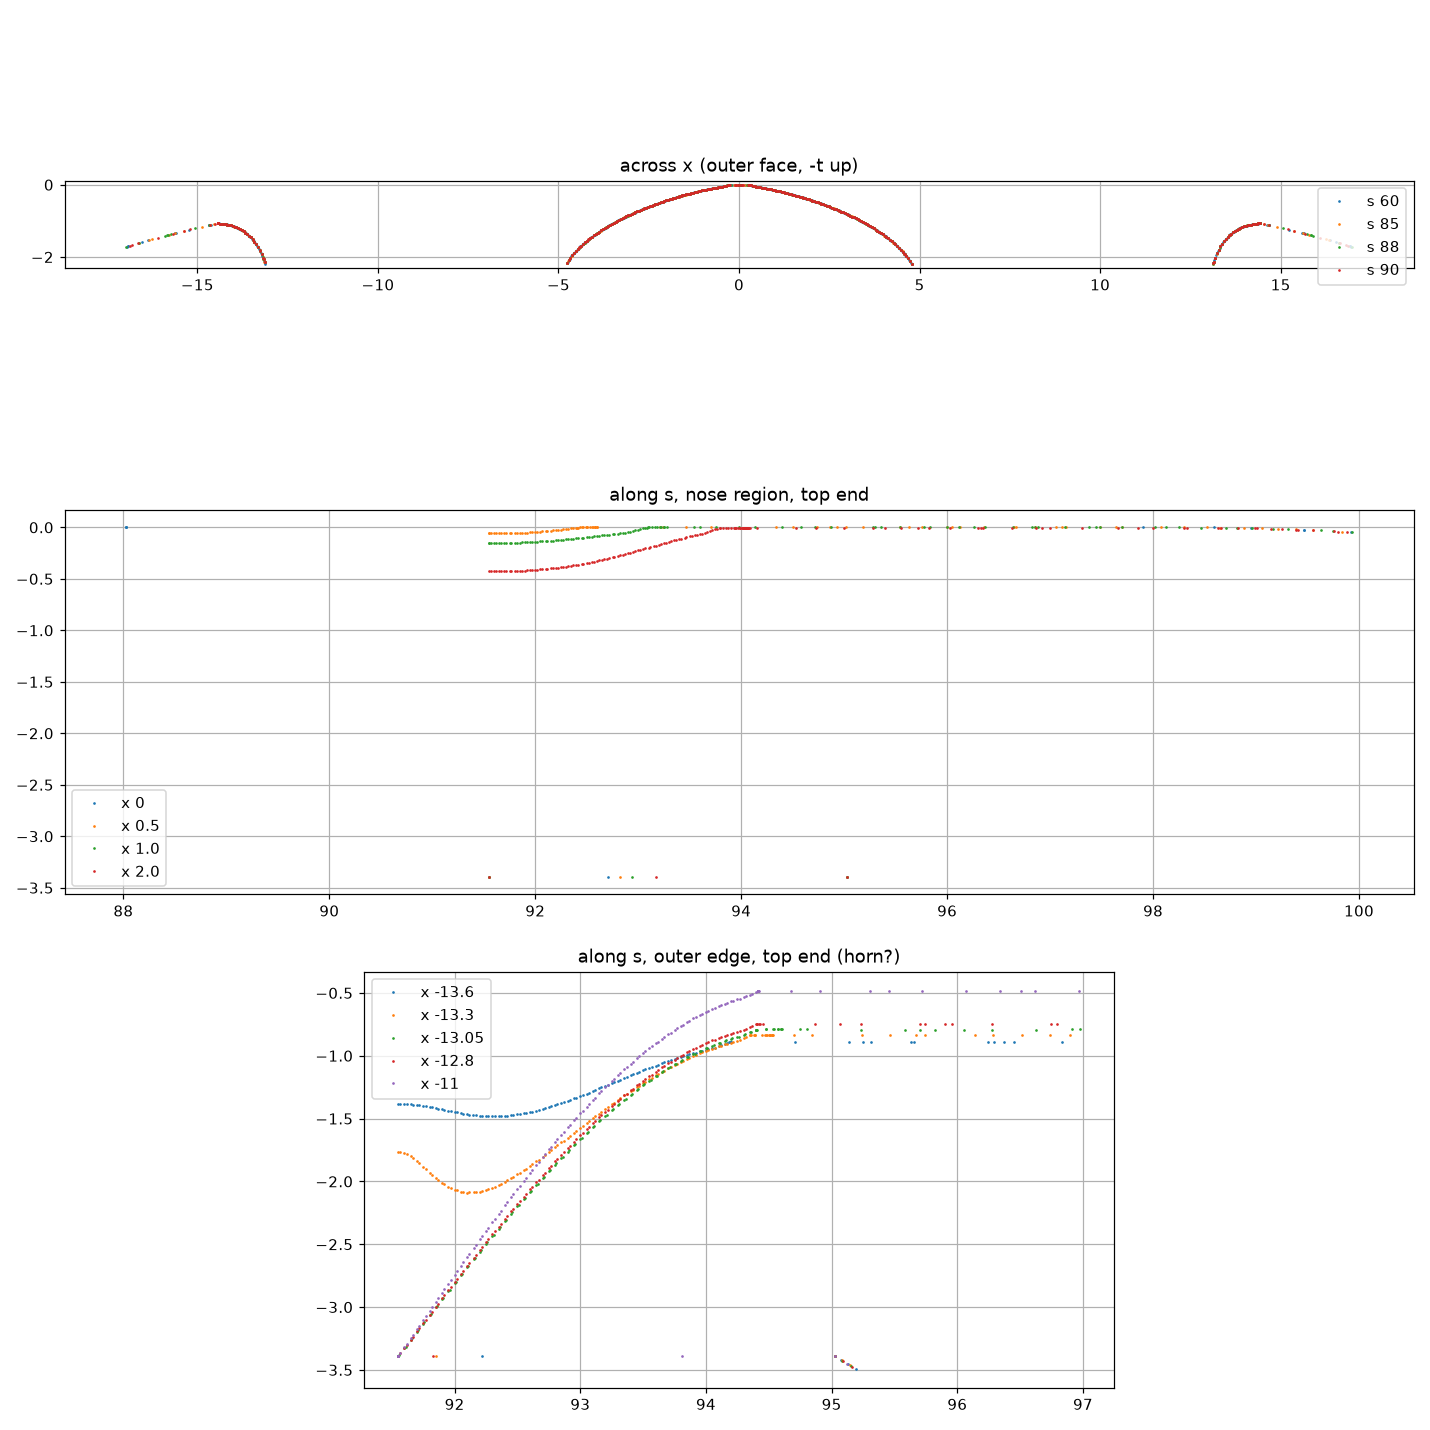 across x (outer face, -t up)
0
−2
−15
−10
−5
0
5
10
15
s 60
s 85
s 88
s 90
along s, nose region, top end
0.0
−0.5
−1.0
−1.5
−2.0
−2.5
−3.0
−3.5
88
90
92
94
96
98
100
x 0
x 0.5
x 1.0
x 2.0
along s, outer edge, top end (horn?)
−0.5
−1.0
−1.5
−2.0
−2.5
−3.0
−3.5
92
93
94
95
96
97
x -13.6
x -13.3
x -13.05
x -12.8
x -11